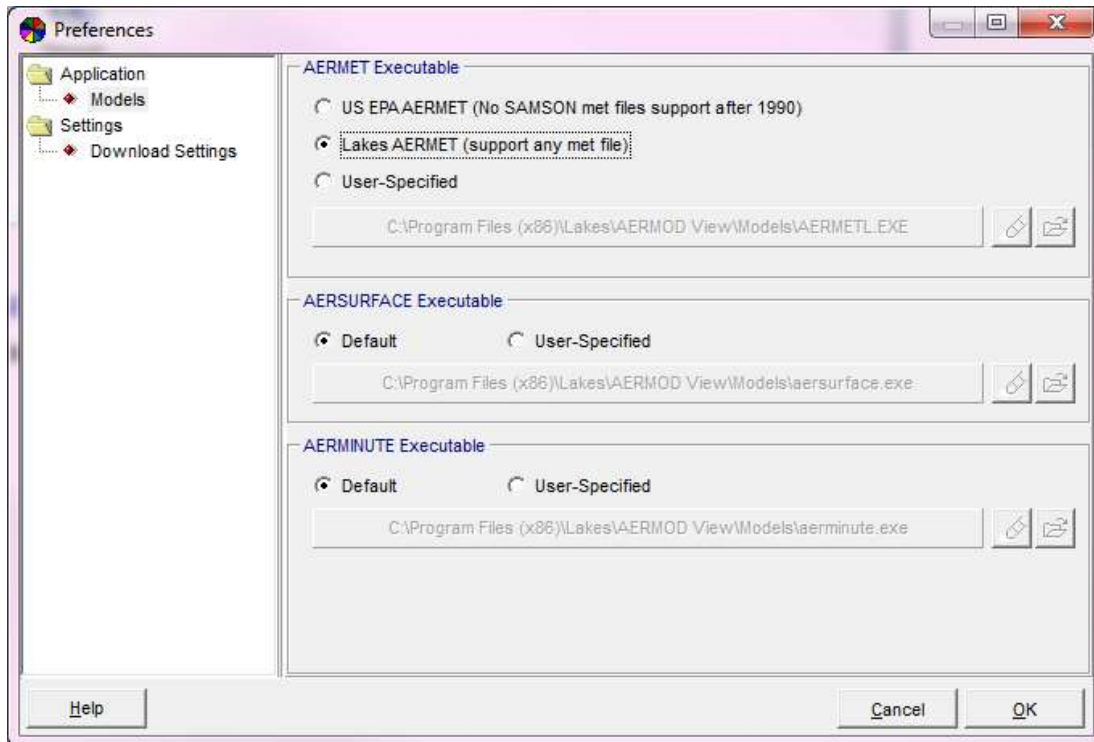 Preferences
Application
Models
Settings
Download Settings
AERMET Executable
US EPA AERMET (No SAMSON met files support after 1990)
Lakes AERMET (support any met file)
User-Specified
C:\Program Files (x86)\Lakes\AERMOD View\Models\AERMETL.EXE
AERSURFACE Executable
Default User-Specified
C:\Program Files (x86)\Lakes\AERMOD View\Models\aersurface.exe
AERMINUTE Executable
Default User-Specified
C:\Program Files (x86)\Lakes\AERMOD View\Models\aerminute.exe
Help Cancel OK